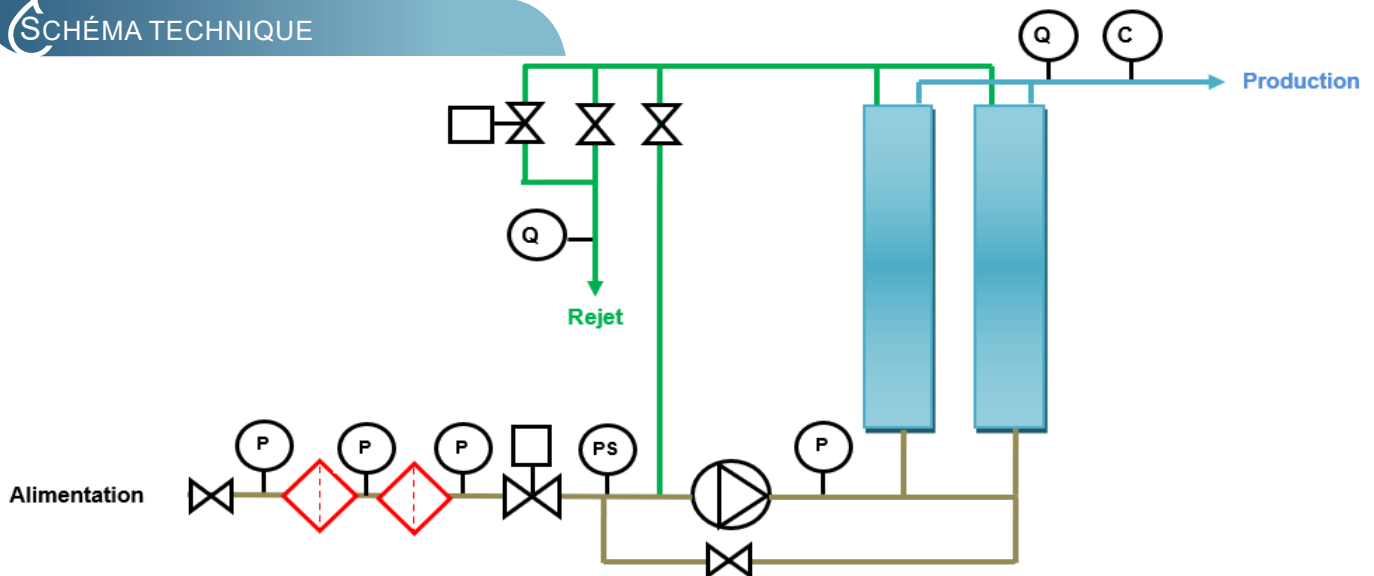 SCHÉMA TECHNIQUE
Q
C
Production
Q
Rejet
P
P
P
PS
P
Alimentation